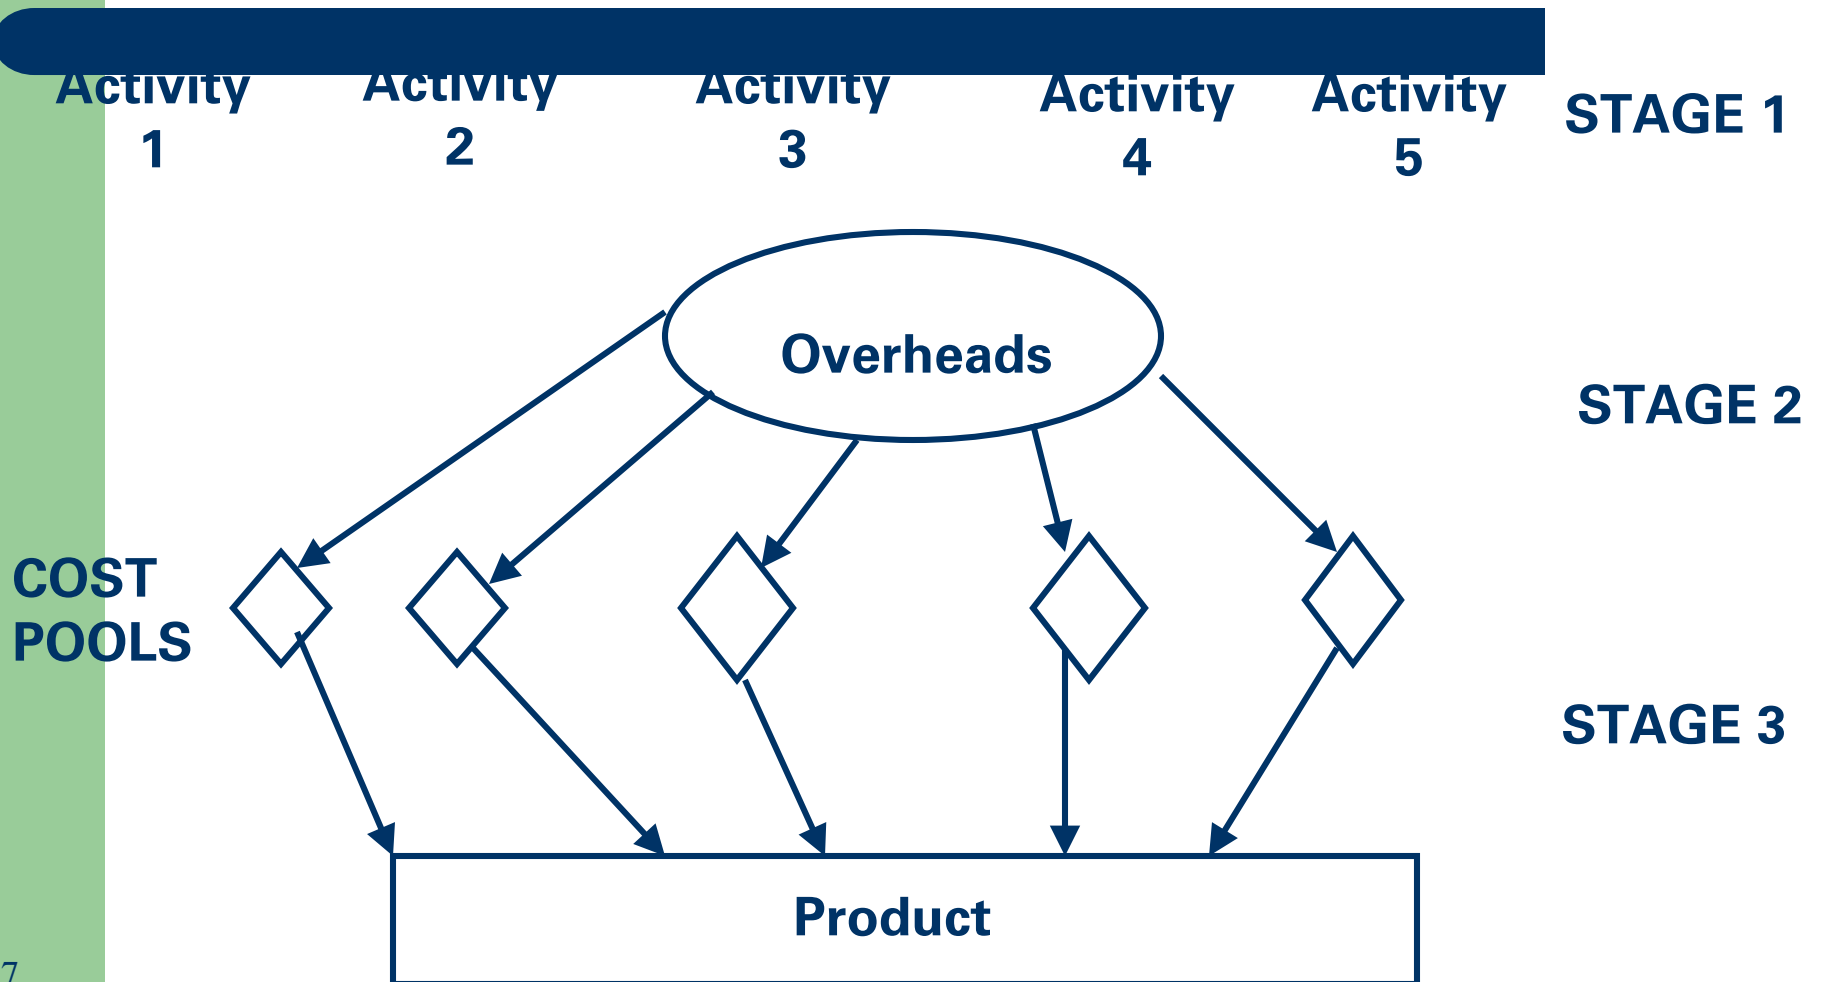 Activity 1
Activity 2
Activity 3
Activity 4
Activity 5
STAGE 1
Overheads
STAGE 2
COST
POOLS
STAGE 3
Product
7